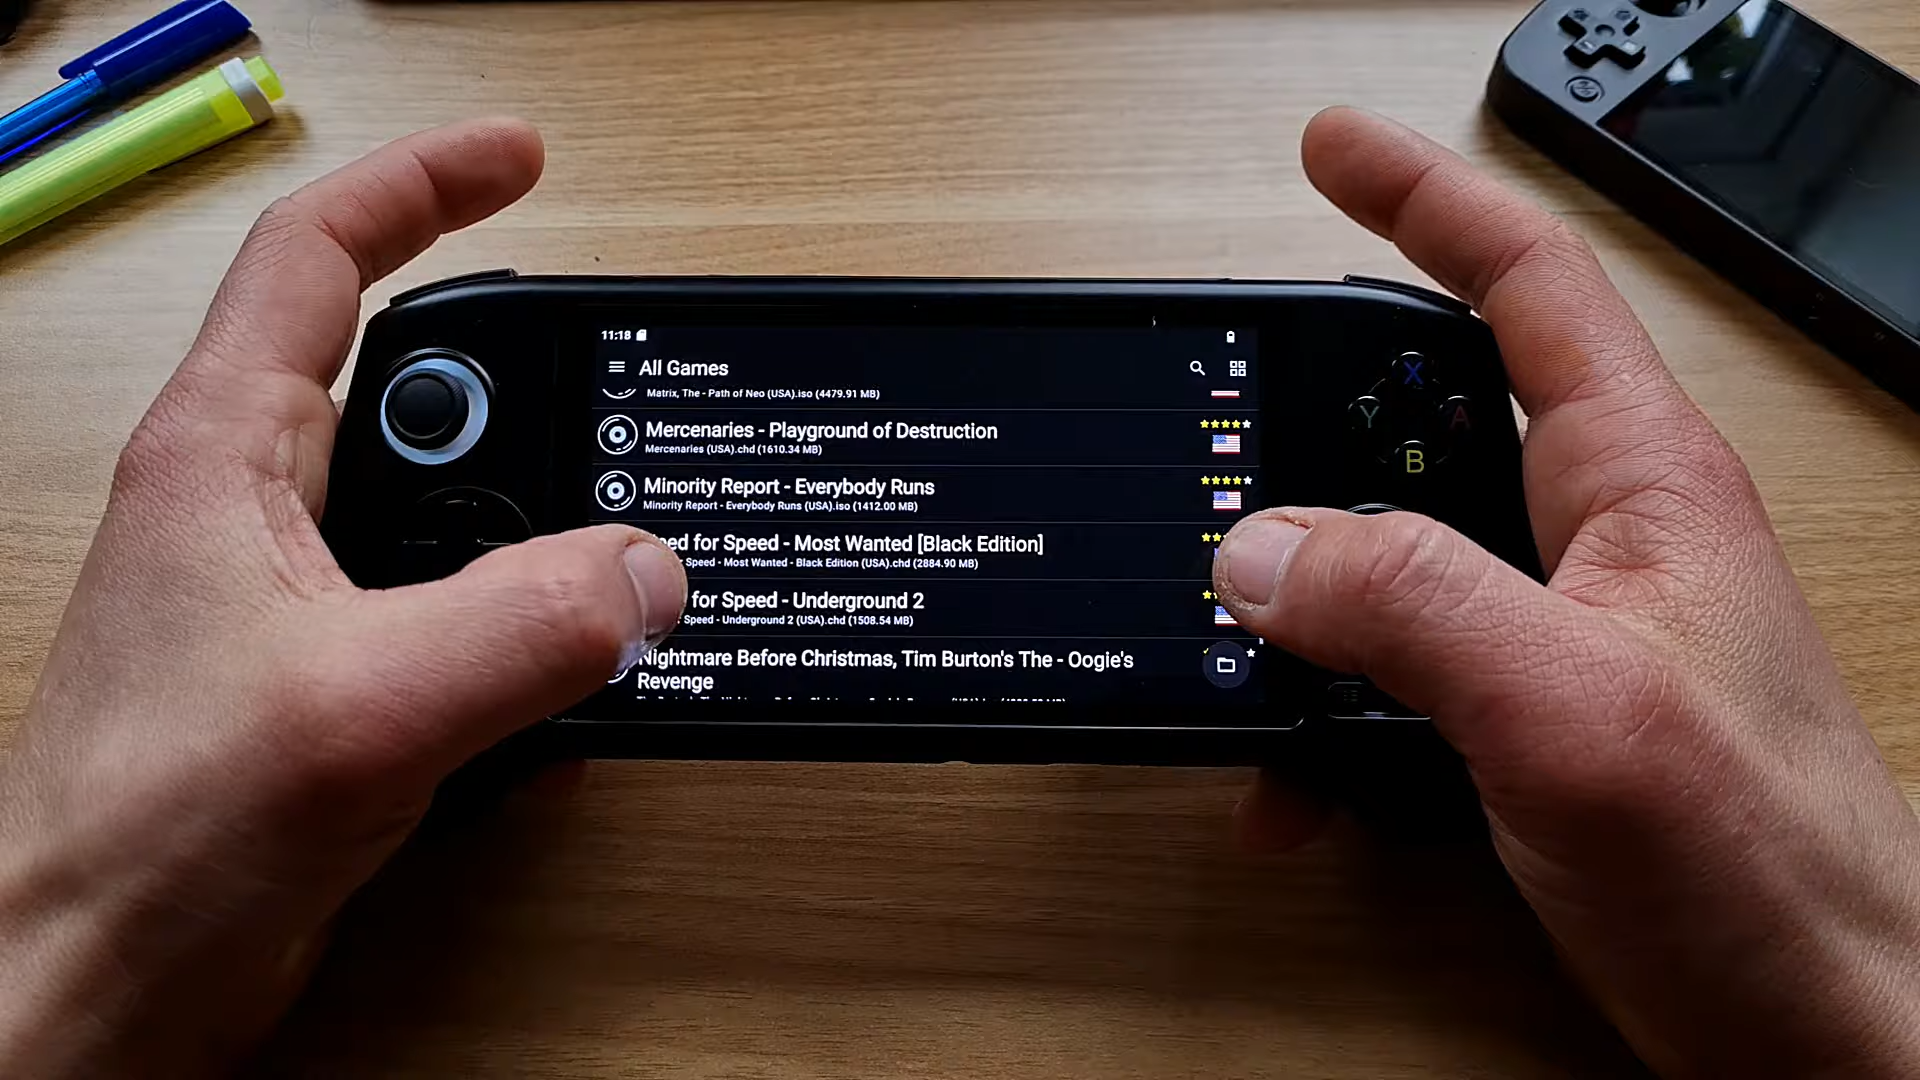 11:18
All Games
Matrix, The - Path of Neo (USA).iso (4479.91 MB)
Mercenaries - Playground of Destruction
Mercenaries (USA).chd (1610.34 MB)
Minority Report - Everybody Runs
Minority Report - Everybody Runs (USA).iso (1412.00 MB)
for Speed - Most Wanted [Black Edition]
Speed - Most Wanted - Black Edition (USA).chd (2884.90 MB)
for Speed - Underground 2
Speed - Underground 2 (USA).chd (1508.54 MB)
Nightmare Before Christmas, Tim Burton's The - Oogie's
Revenge
X
Y
A
B